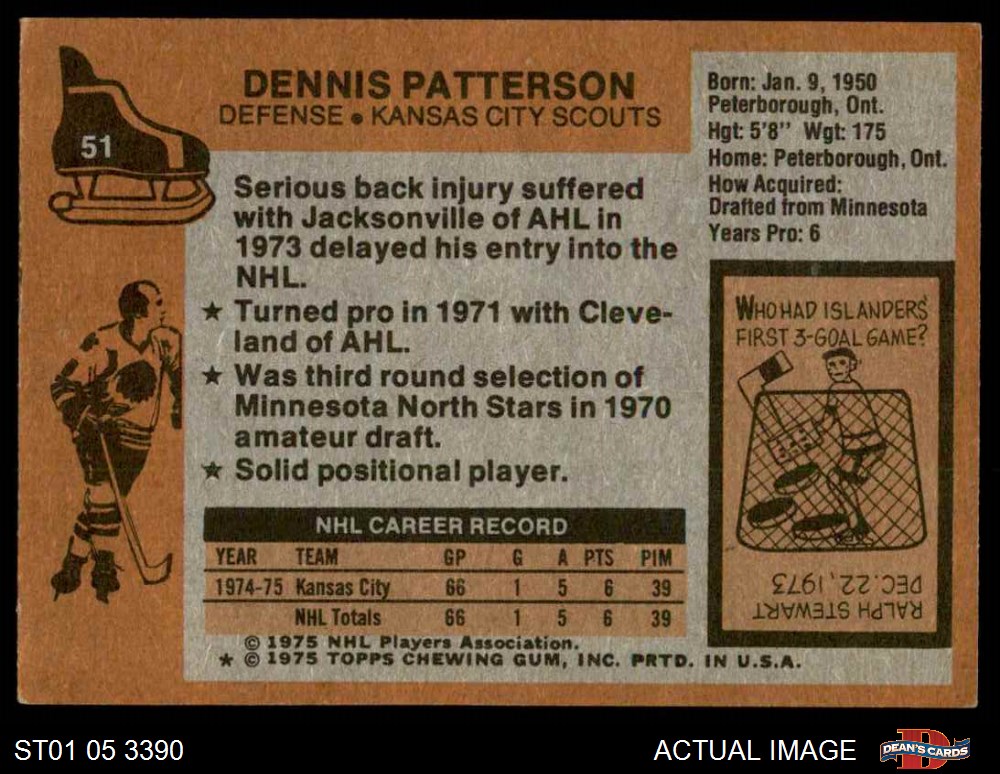 51
DENNIS PATTERSON
DEFENSE • KANSAS CITY SCOUTS
Born: Jan. 9, 1950
Peterborough, Ont.
Hgt: 5'8" Wgt: 175
Home: Peterborough, Ont.
How Acquired:
Drafted from Minnesota
Years Pro: 6
Serious back injury suffered
with Jacksonville of AHL in
1973 delayed his entry into the
NHL.
★ Turned pro in 1971 with Cleve-
land of AHL.
★ Was third round selection of
Minnesota North Stars in 1970
amateur draft.
★ Solid positional player.
WHO HAD ISLANDERS'
FIRST 3-GOAL GAME?
RALPH STEWART
DEC. 22, 1973
NHL CAREER RECORD
YEAR TEAM GP G A PTS PIM
1974-75 Kansas City 66 1 5 6 39
NHL Totals 66 1 5 6 39
© 1975 NHL Players Association.
★ © 1975 TOPPS CHEWING GUM, INC. PRTD. IN U.S.A.
ST01 05 3390
ACTUAL IMAGE
DEAN'S CARDS